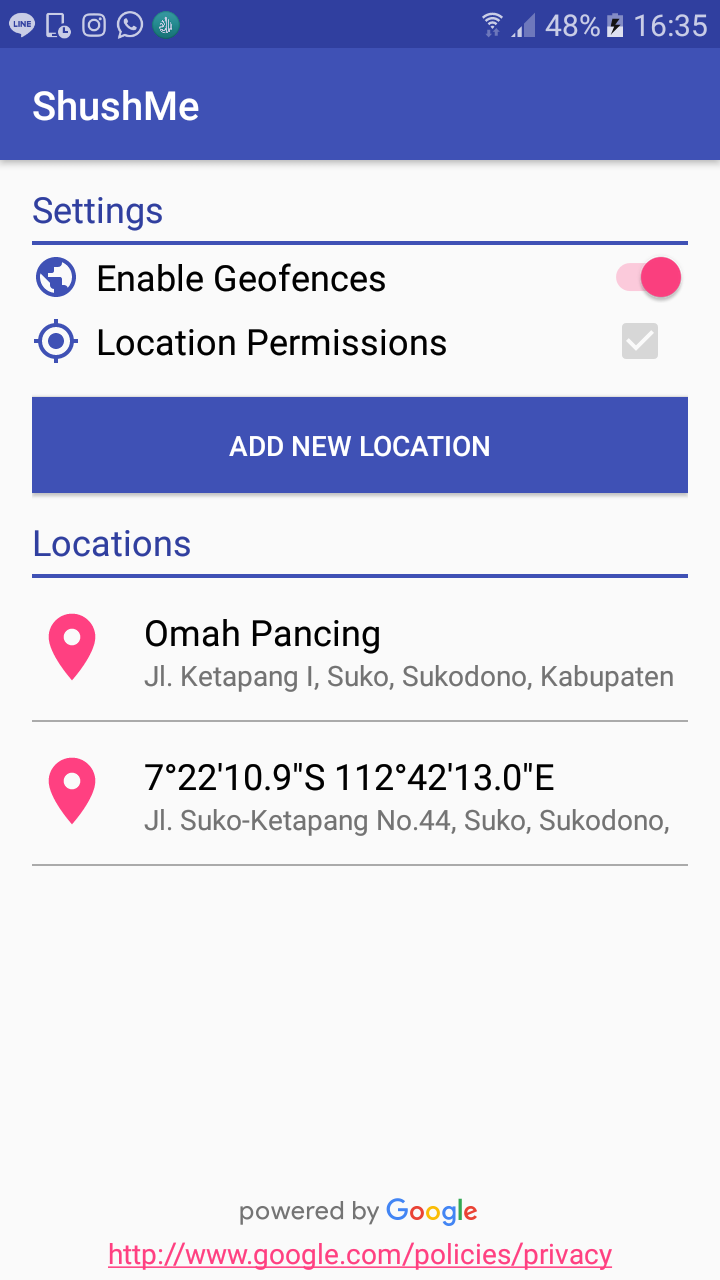 LINE
48% 16:35
ShushMe
Settings
Enable Geofences
Location Permissions
ADD NEW LOCATION
Locations
Omah Pancing
Jl. Ketapang I, Suko, Sukodono, Kabupaten
7°22'10.9"S 112°42'13.0"E
Jl. Suko-Ketapang No.44, Suko, Sukodono,
powered by Google
http://www.google.com/policies/privacy